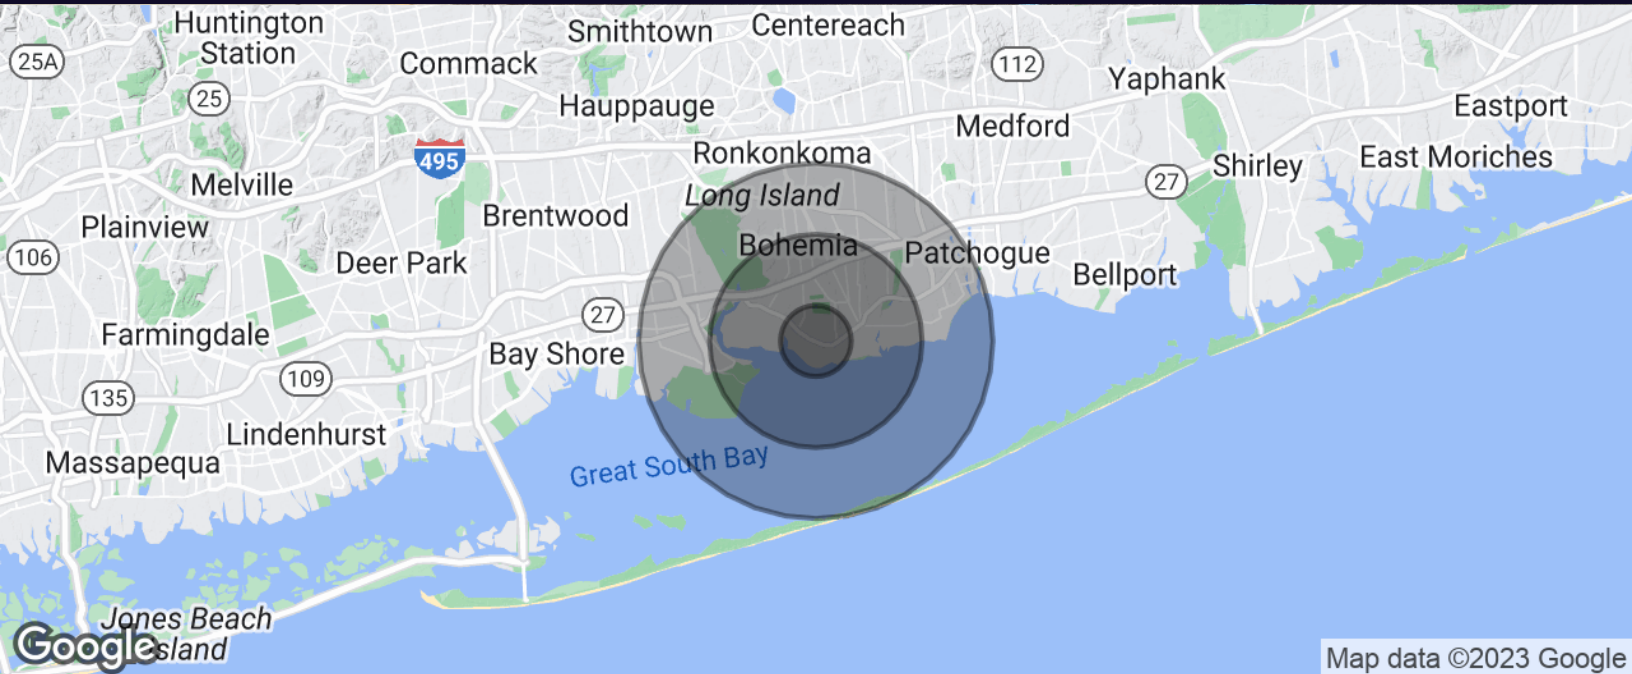 Huntington
Station
Smithtown
Centereach
25A
Commack
112
Yaphank
25
Hauppauge
Eastport
Medford
495
Ronkonkoma
East Moriches
Shirley
Melville
Long Island
27
Brentwood
Plainview
Bohemia
Patchogue
106
Deer Park
Bellport
27
Farmingdale
Bay Shore
109
135
Lindenhurst
Massapequa
Great South Bay
Jones Beach
Island
Google
Map data ©2023 Google